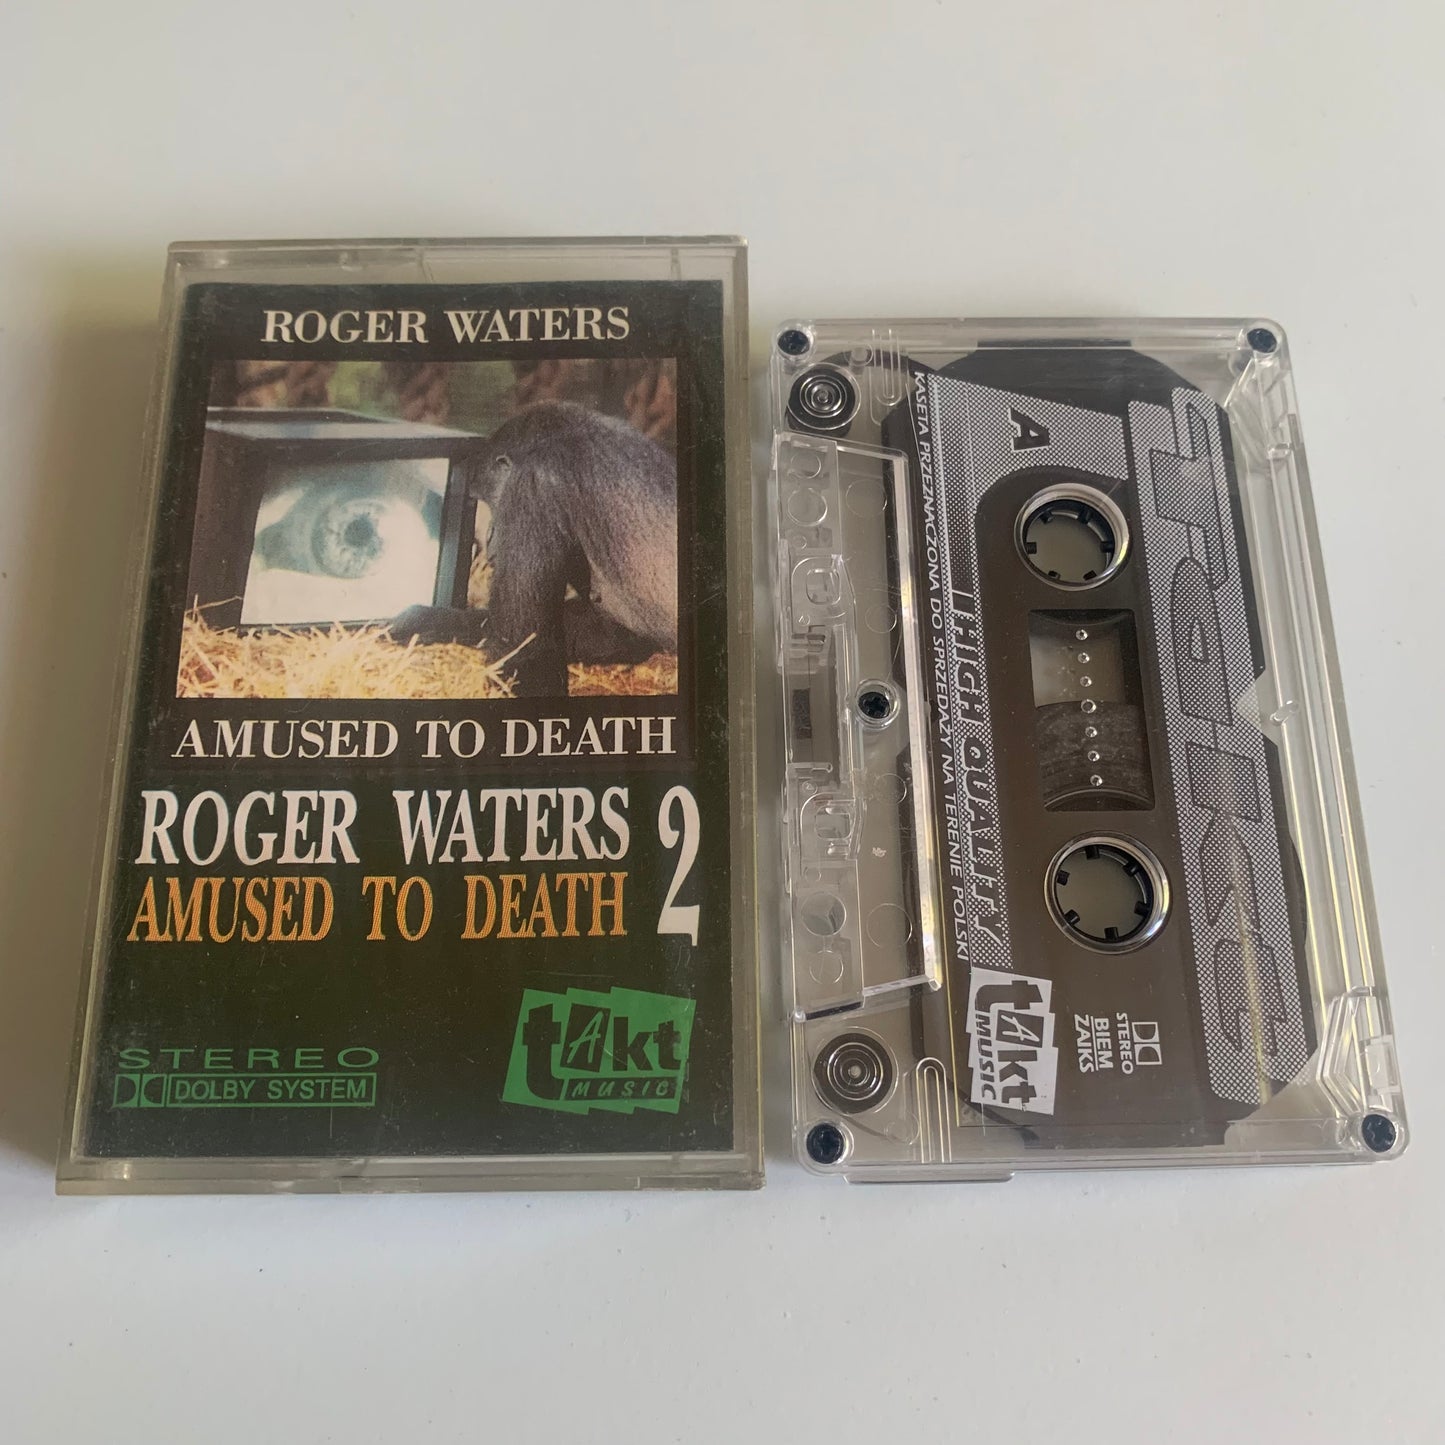 ROGER WATERS
AMUSED TO DEATH
ROGER WATERS 2
AMUSED TO DEATH
STEREO
DOLBY SYSTEM
tAkt
MUSIC
A
takt
HIGH QUALITY
KASETA PRZEZNACZONA DO SPRZEDAŻY NA TERENIE POLSKI
tAkt
MUSIC
STEREO
BIEM
ZAIKS